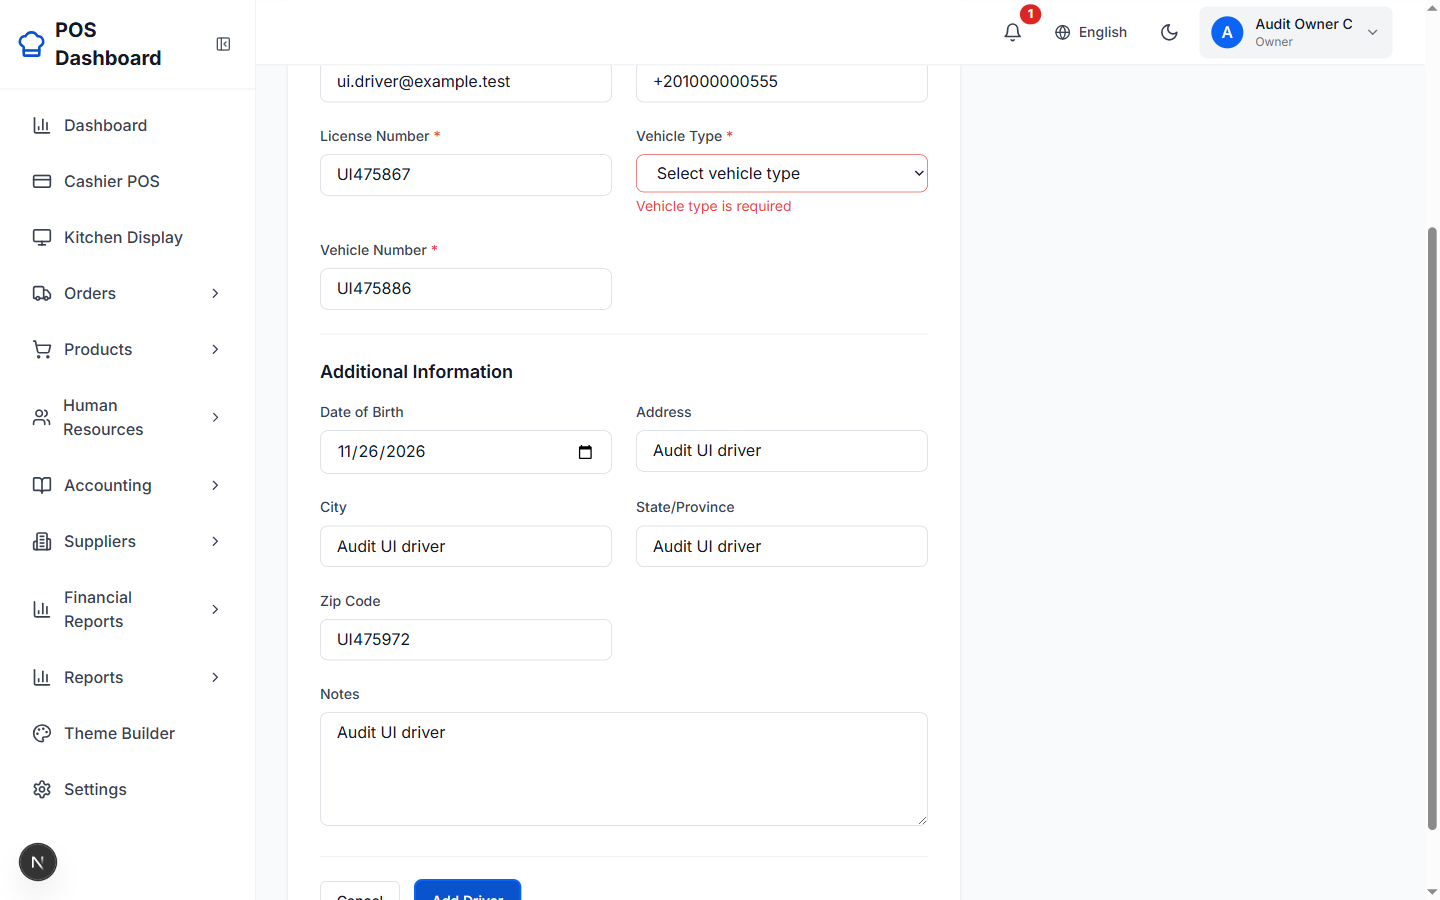 POS
Dashboard
1
English
A
Audit Owner C
Owner
Dashboard
Cashier POS
Kitchen Display
Orders
Products
Human
Resources
Accounting
Suppliers
Financial
Reports
Reports
Theme Builder
Settings
N
ui.driver@example.test
+201000000555
License Number *
Vehicle Type *
UI475867
Select vehicle type
Vehicle type is required
Vehicle Number *
UI475886
Additional Information
Date of Birth
Address
11/26/2026
Audit UI driver
City
State/Province
Audit UI driver
Audit UI driver
Zip Code
UI475972
Notes
Audit UI driver
Cancel
Add Driver